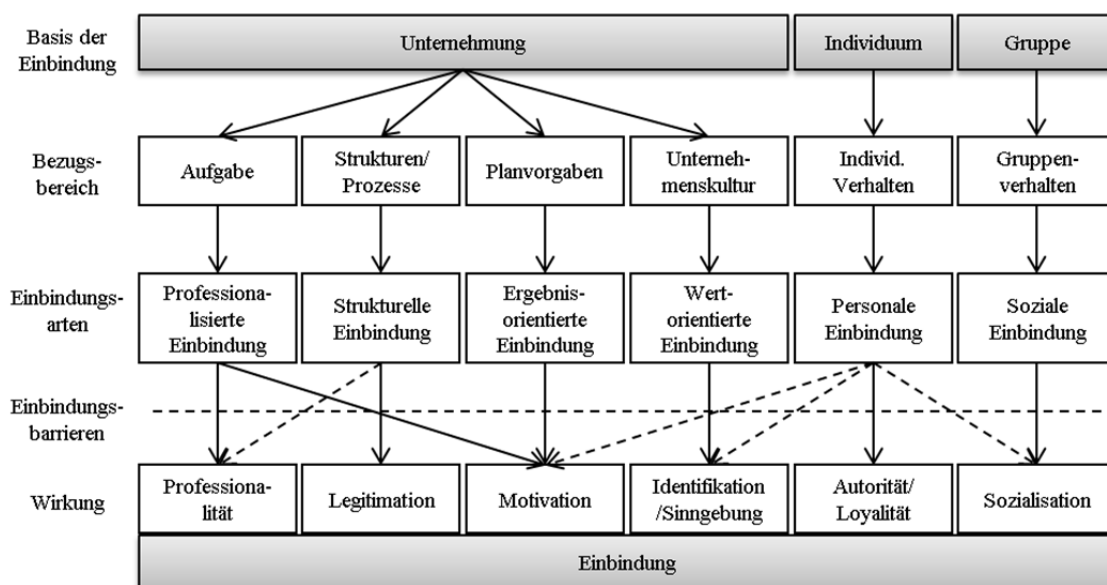 Basis der
Einbindung
Unternehmung
Individuum
Gruppe
Bezugs-
bereich
Aufgabe
Strukturen/
Prozesse
Planvorgaben
Unterneh-
menskultur
Individ.
Verhalten
Gruppen-
verhalten
Einbindungs-
arten
Professiona-
lisierte
Einbindung
Strukturelle
Einbindung
Ergebnis-
orientierte
Einbindung
Wert-
orientierte
Einbindung
Personale
Einbindung
Soziale
Einbindung
Einbindungs-
barrieren
Wirkung
Professiona-
lität
Legitimation
Motivation
Identifikation
/Sinngebung
Autorität/
Loyalität
Sozialisation
Einbindung